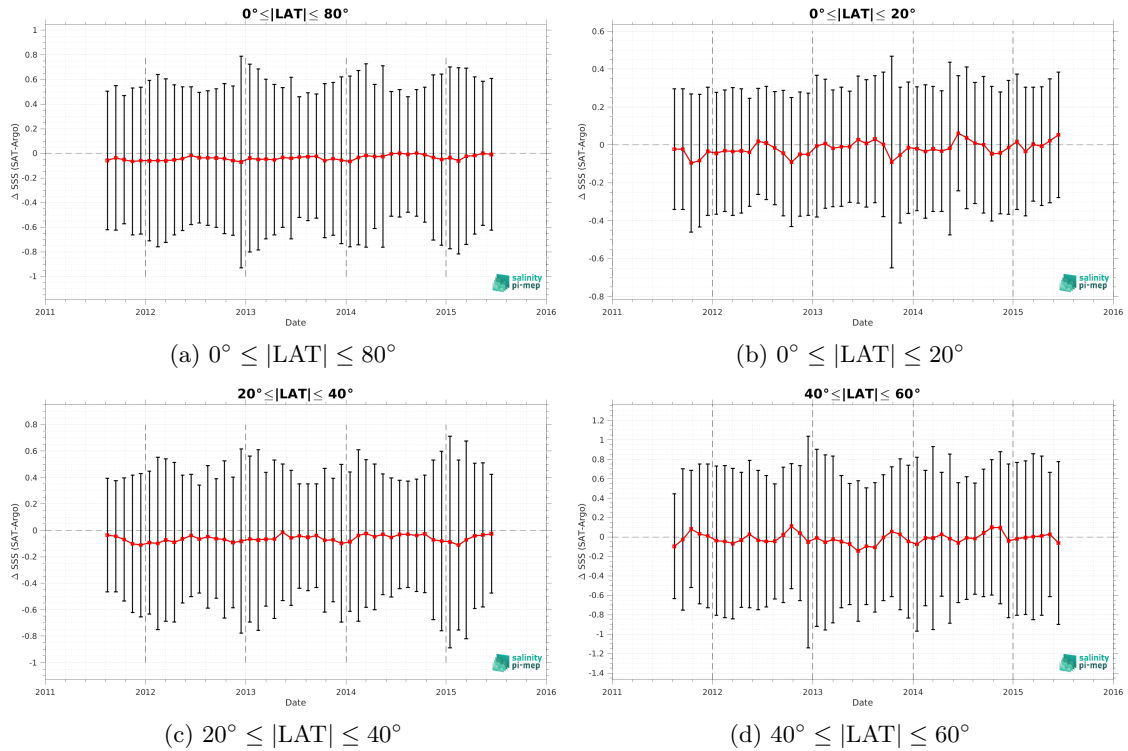 0°≤|LAT|≤ 80°
Δ SSS (SAT-Argo)
1
0.8
0.6
0.4
0.2
0
-0.2
-0.4
-0.6
-0.8
-1
2011 2012 2013 2014 2015 2016
Date
salinity
pi-mep
(a) 0° ≤ |LAT| ≤ 80°
0°≤|LAT|≤ 20°
Δ SSS (SAT-Argo)
0.6
0.4
0.2
0
-0.2
-0.4
-0.6
-0.8
2011 2012 2013 2014 2015 2016
Date
salinity
pi-mep
(b) 0° ≤ |LAT| ≤ 20°
20°≤|LAT|≤ 40°
Δ SSS (SAT-Argo)
0.8
0.6
0.4
0.2
0
-0.2
-0.4
-0.6
-0.8
-1
2011 2012 2013 2014 2015 2016
Date
salinity
pi-mep
(c) 20° ≤ |LAT| ≤ 40°
40°≤|LAT|≤ 60°
Δ SSS (SAT-Argo)
1.2
1
0.8
0.6
0.4
0.2
0
-0.2
-0.4
-0.6
-0.8
-1
-1.2
-1.4
2011 2012 2013 2014 2015 2016
Date
salinity
pi-mep
(d) 40° ≤ |LAT| ≤ 60°